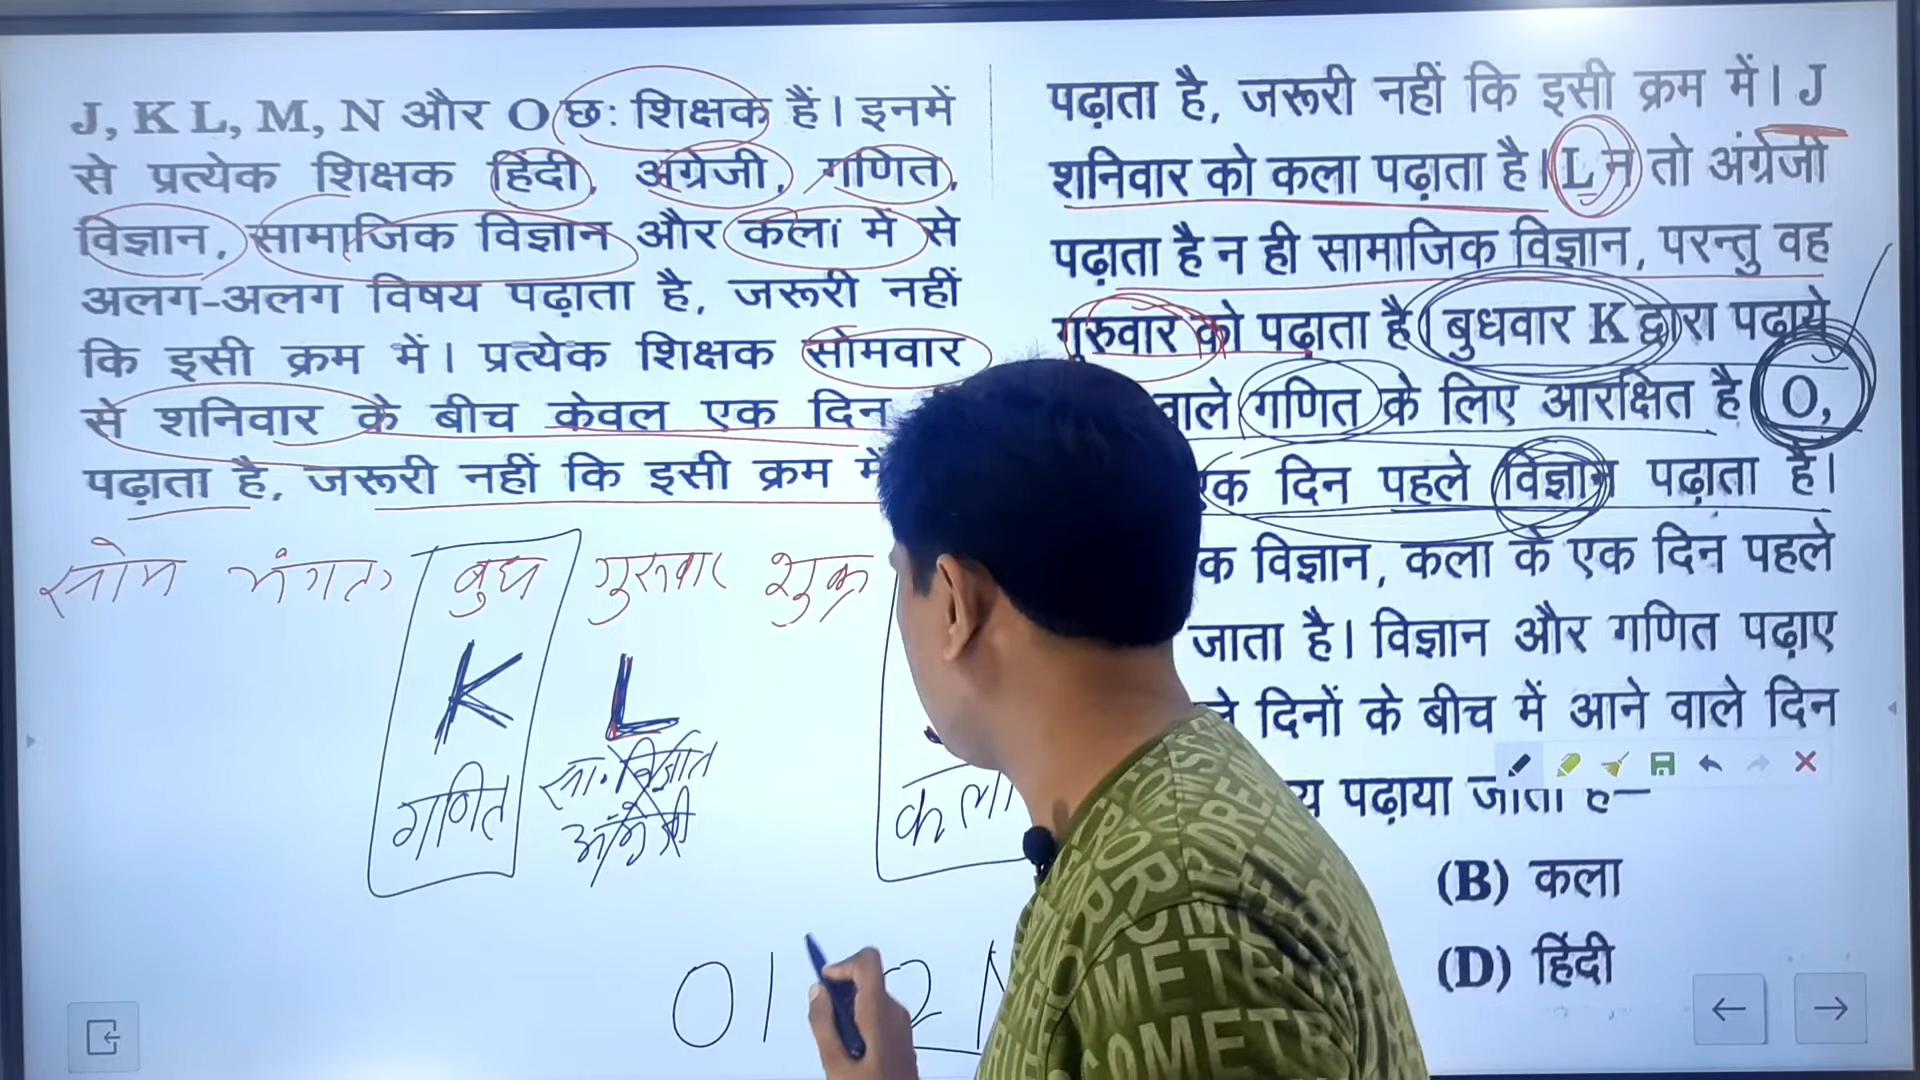 J, K L, M, N और O छः शिक्षक हैं। इनमें
से प्रत्येक शिक्षक हिंदी, अंग्रेजी, गणित,
विज्ञान, सामाजिक विज्ञान और कला में से
अलग-अलग विषय पढ़ाता है, जरूरी नहीं
कि इसी क्रम में। प्रत्येक शिक्षक सोमवार
से शनिवार के बीच केवल एक दिन
पढ़ाता है, जरूरी नहीं कि इसी क्रम में
पढ़ाता है, जरूरी नहीं कि इसी क्रम में। J
शनिवार को कला पढ़ाता है। L न तो अंग्रेजी
पढ़ाता है न ही सामाजिक विज्ञान, परन्तु वह
गुरुवार को पढ़ाता है। बुधवार K द्वारा पढ़ाये
वाले गणित के लिए आरक्षित है O,
एक दिन पहले विज्ञान पढ़ाता है।
क विज्ञान, कला के एक दिन पहले
जाता है। विज्ञान और गणित पढ़ाए
दिनों के बीच में आने वाले दिन
पढ़ाया जाता है—
(B) कला
(D) हिंदी
सोम मंगल बुध गुरुवार शुक्र
K L
गणित सा. विज्ञान कला
अंग्रेजी